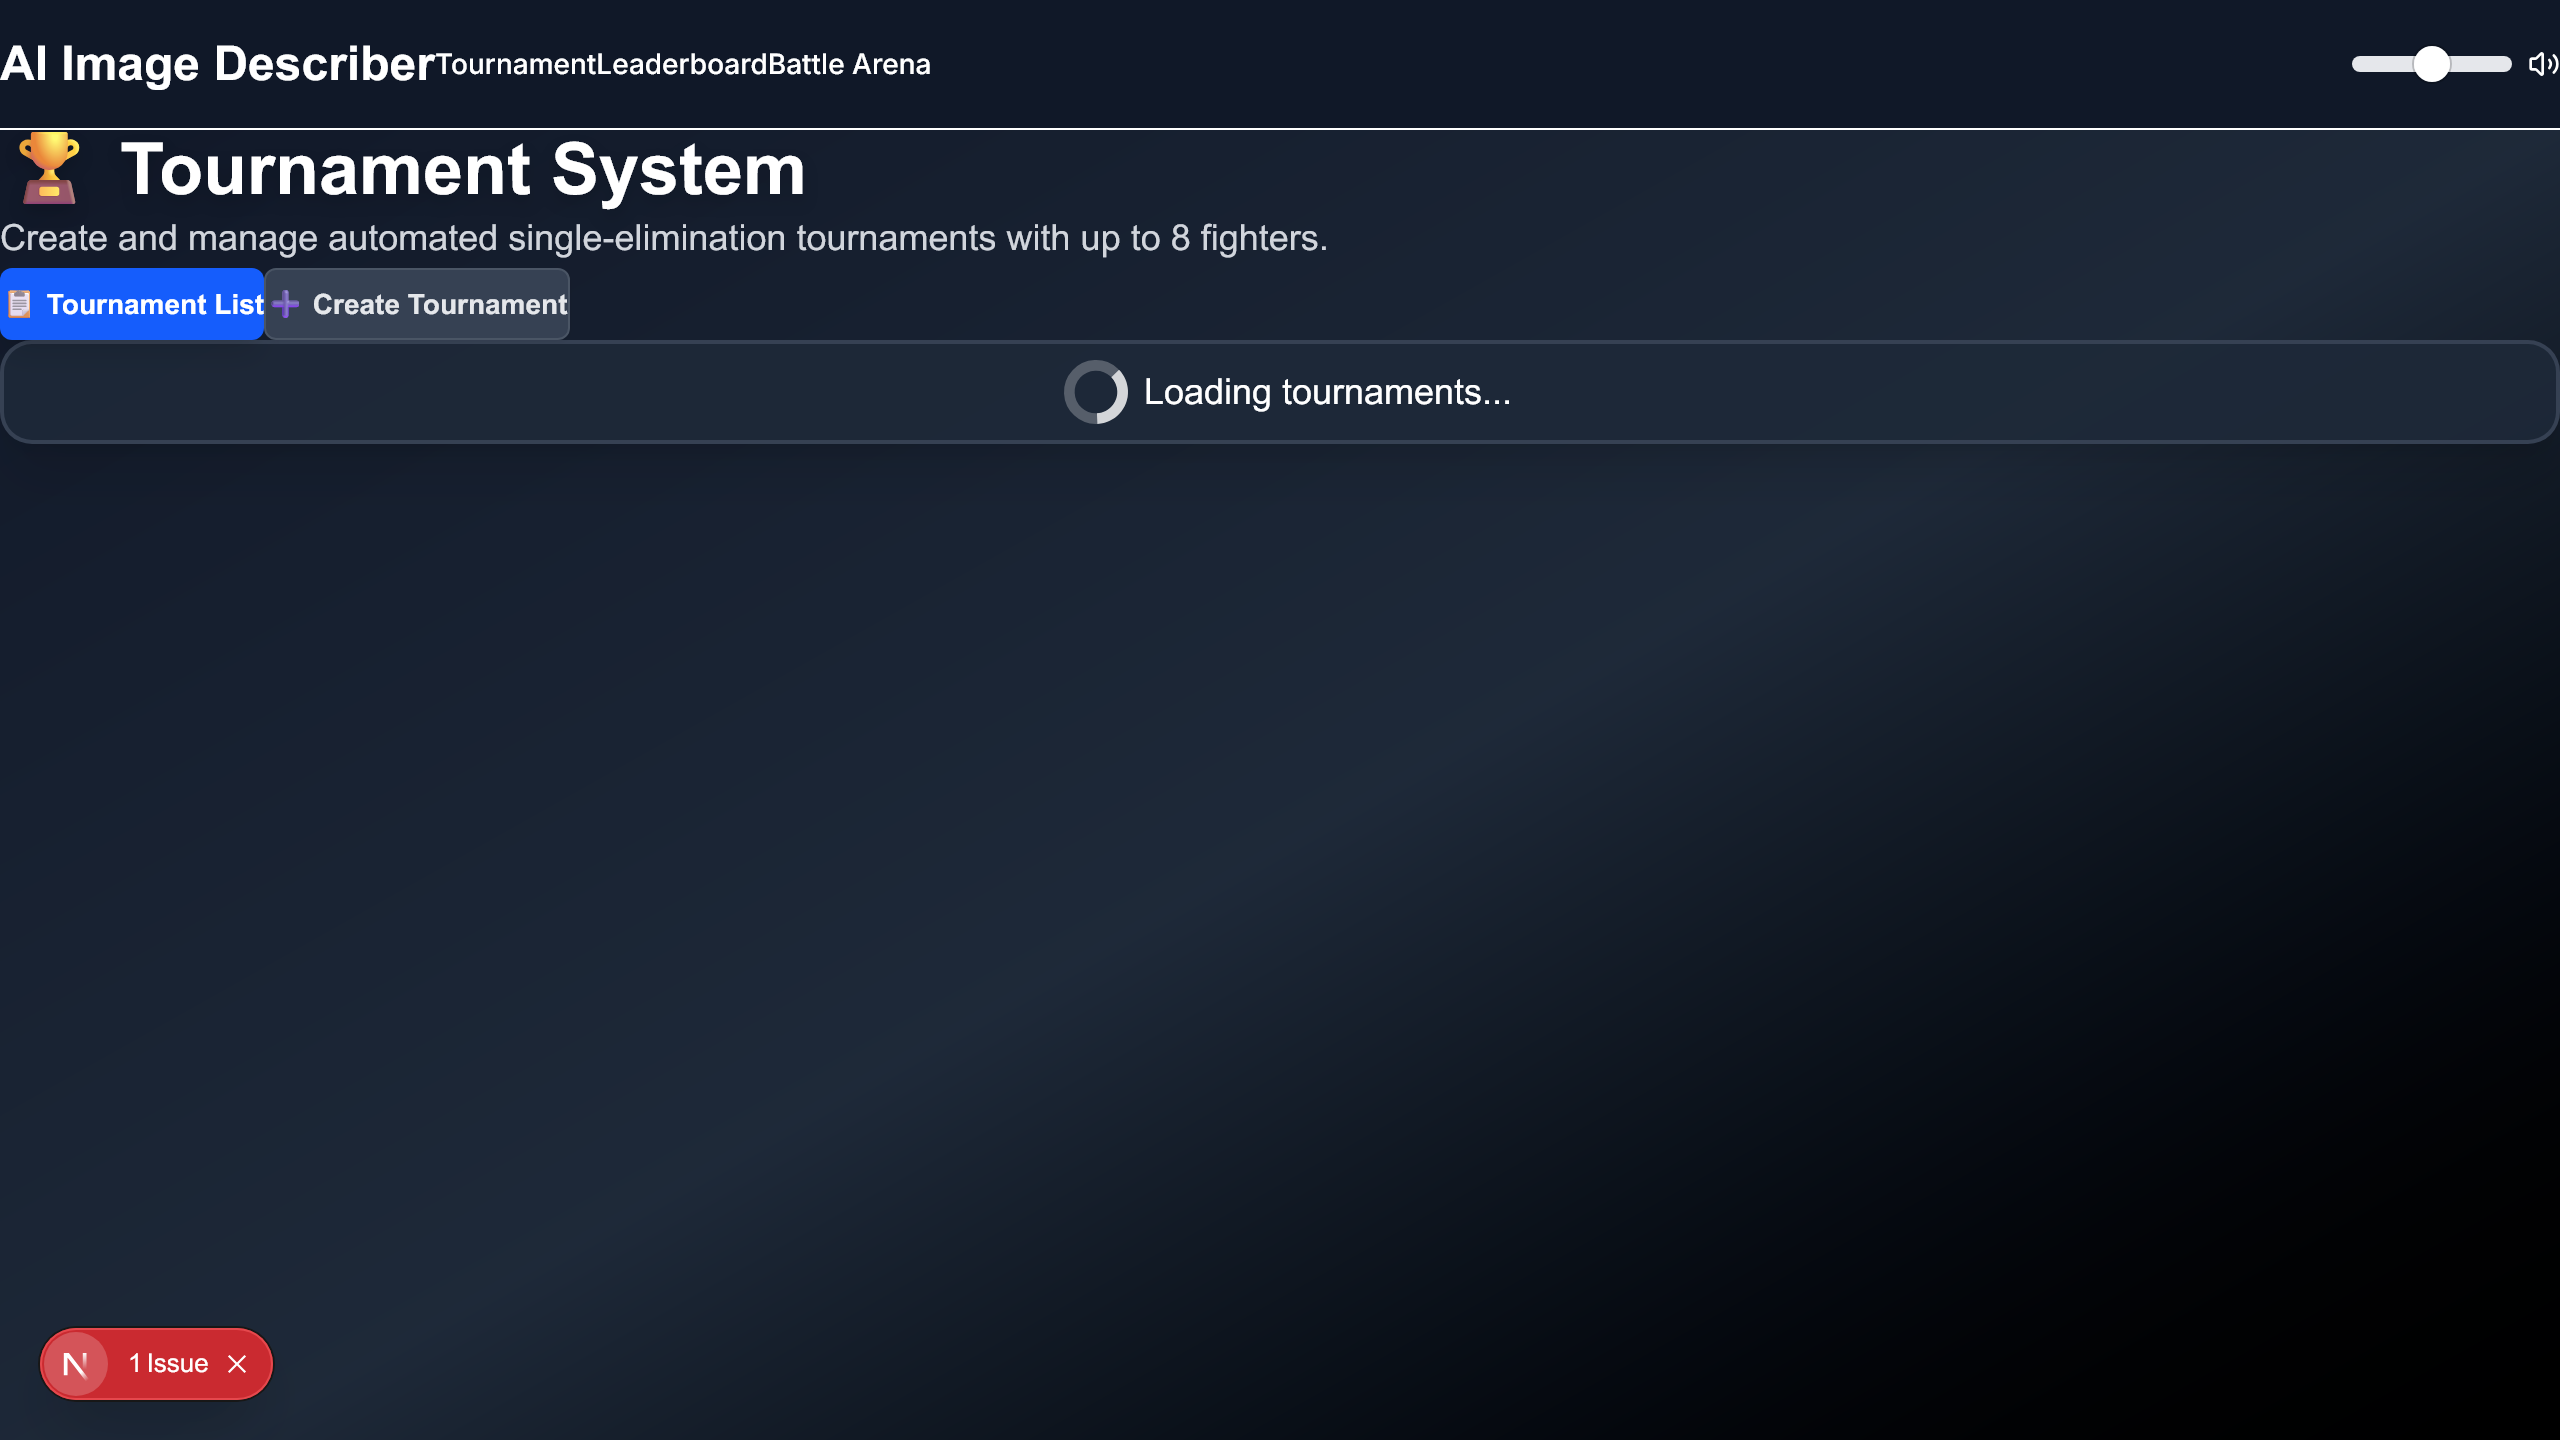 AI Image Describer Tournament Leaderboard Battle Arena
Tournament System
Create and manage automated single-elimination tournaments with up to 8 fighters.
Tournament List Create Tournament
Loading tournaments...
N 1 Issue